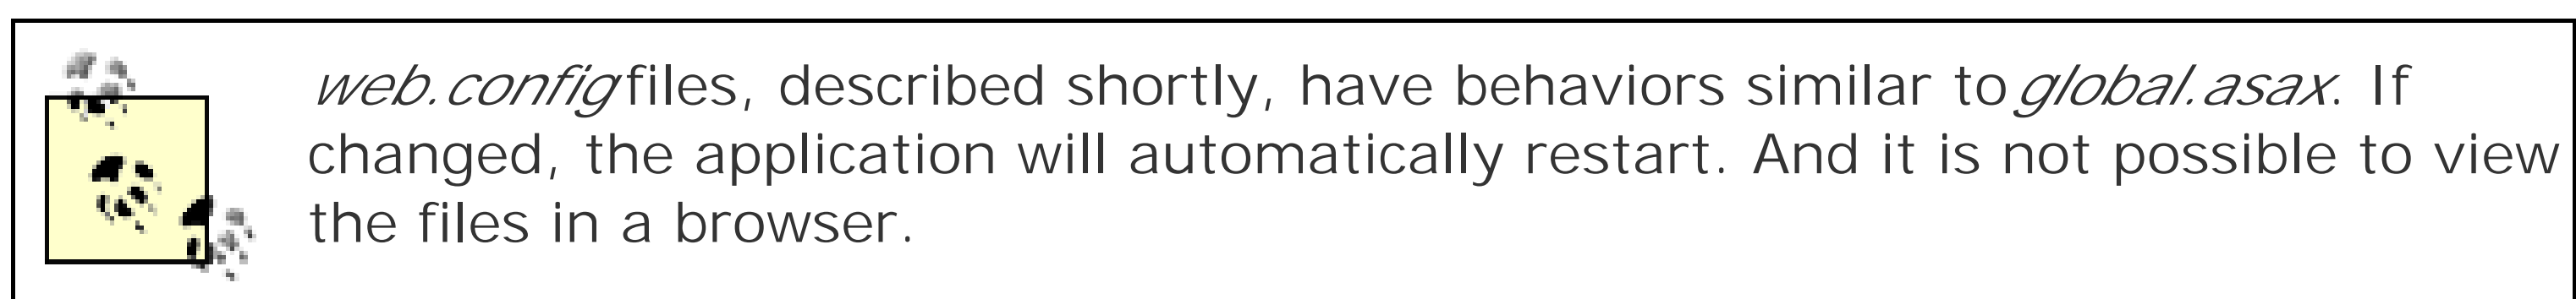 web.config files, described shortly, have behaviors similar to global.asax. If
changed, the application will automatically restart. And it is not possible to view
the files in a browser.